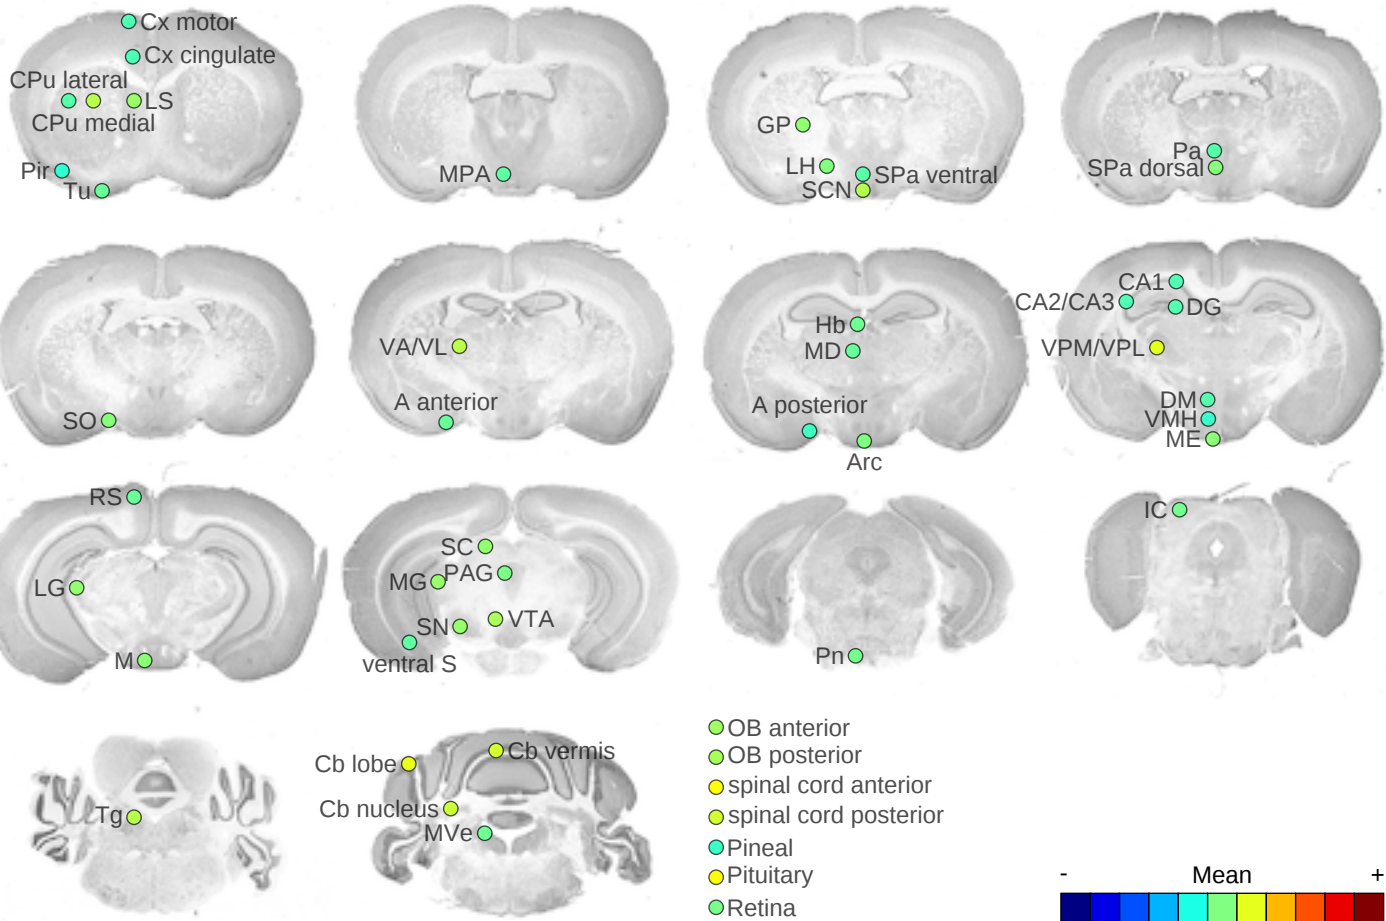 Cx motor
Cx cingulate
CPu lateral
LS
CPu medial
Pir
Tu
MPA
GP
LH
SPa ventral
SCN
Pa
SPa dorsal
SO
VA/VL
A anterior
Hb
MD
A posterior
Arc
CA1
CA2/CA3
DG
VPM/VPL
DM
VMH
ME
RS
LG
M
SC
MG
PAG
SN
VTA
ventral S
Pn
IC
Tg
Cb lobe
Cb vermis
Cb nucleus
MVe
OB anterior
OB posterior
spinal cord anterior
spinal cord posterior
Pineal
Pituitary
Retina
- Mean +